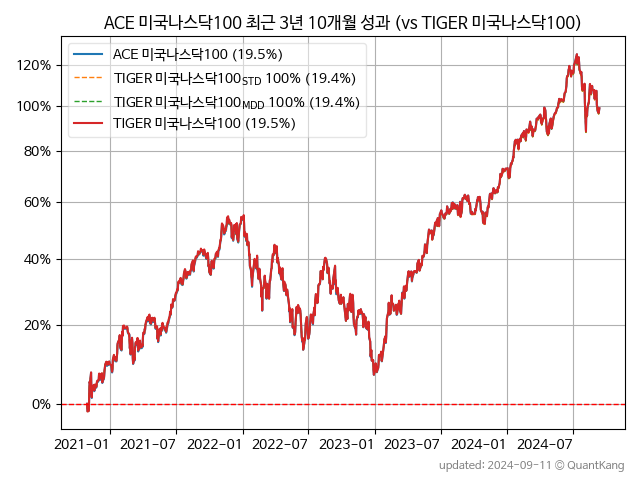 ACE 미국나스닥100 최근 3년 10개월 성과 (vs TIGER 미국나스닥100)
ACE 미국나스닥100 (19.5%)
TIGER 미국나스닥100STD 100% (19.4%)
TIGER 미국나스닥100MDD 100% (19.4%)
TIGER 미국나스닥100 (19.5%)
120%
100%
80%
60%
40%
20%
0%
2021-01 2021-07 2022-01 2022-07 2023-01 2023-07 2024-01 2024-07
updated: 2024-09-11 © QuantKang